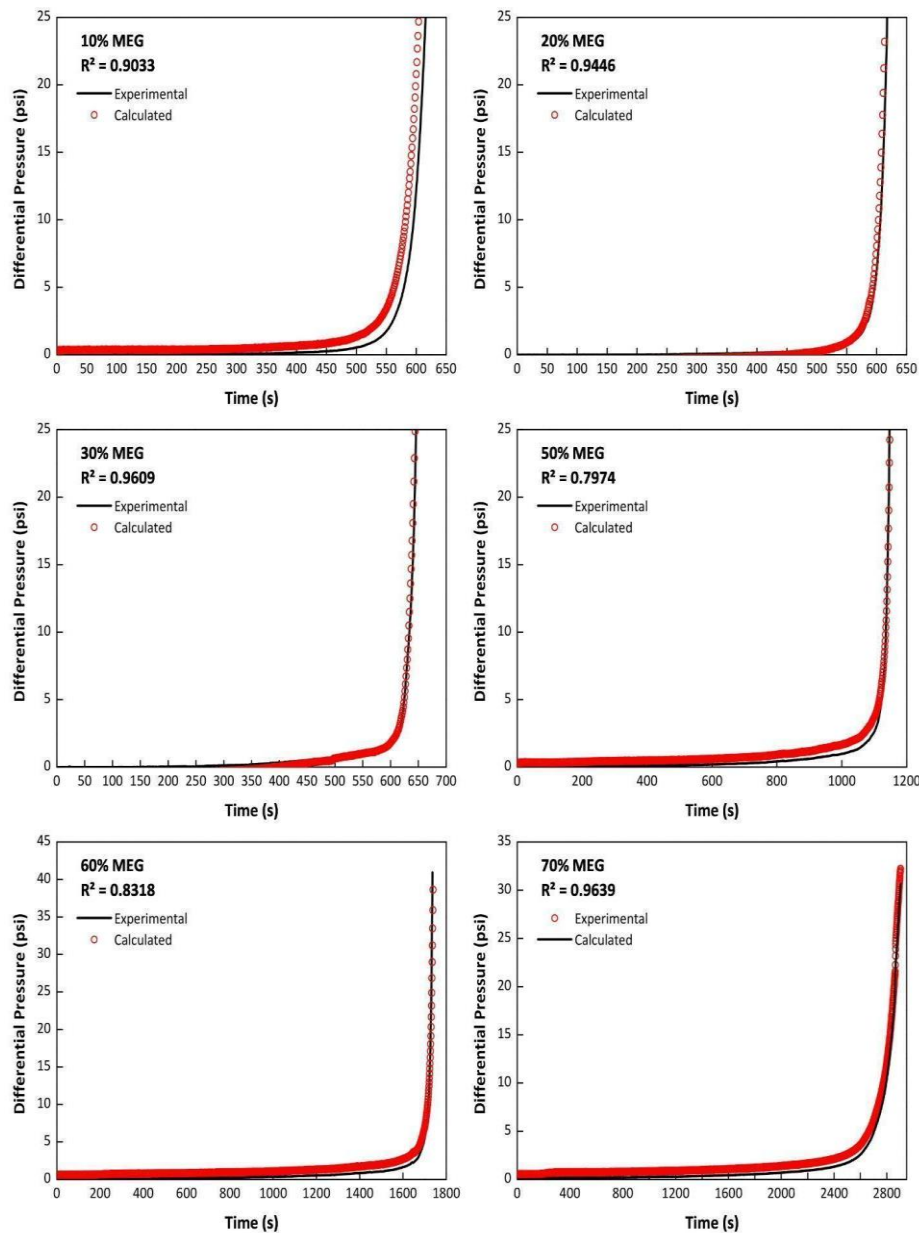 25
20
15
10
5
0
Differential Pressure (psi)
10% MEG
R² = 0.9033
Experimental
Calculated
0 50 100 150 200 250 300 350 400 450 500 550 600 650
Time (s)
25
20
15
10
5
0
Differential Pressure (psi)
20% MEG
R² = 0.9446
Experimental
Calculated
0 50 100 150 200 250 300 350 400 450 500 550 600 650
Time (s)
25
20
15
10
5
0
Differential Pressure (psi)
30% MEG
R² = 0.9609
Experimental
Calculated
0 50 100 150 200 250 300 350 400 450 500 550 600 650 700
Time (s)
25
20
15
10
5
0
Differential Pressure (psi)
50% MEG
R² = 0.7974
Experimental
Calculated
0 200 400 600 800 1000 1200
Time (s)
45
40
35
30
25
20
15
10
5
0
Differential Pressure (psi)
60% MEG
R² = 0.8318
Experimental
Calculated
0 200 400 600 800 1000 1200 1400 1600 1800
Time (s)
35
30
25
20
15
10
5
0
Differential Pressure (psi)
70% MEG
R² = 0.9639
Experimental
Calculated
0 400 800 1200 1600 2000 2400 2800
Time (s)